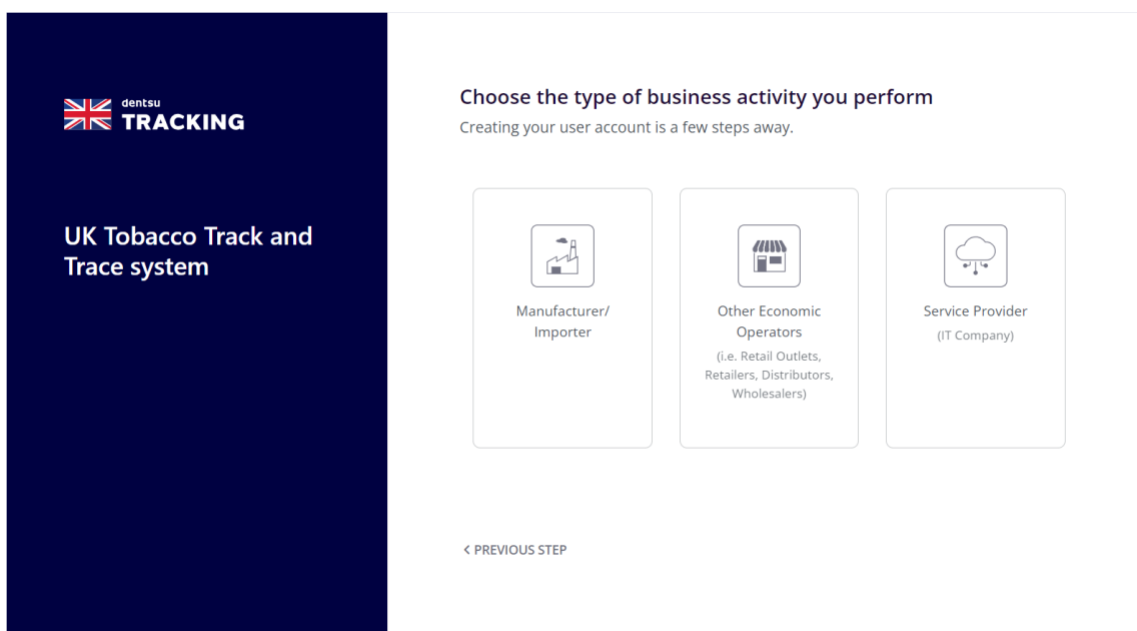 dentsu
TRACKING
UK Tobacco Track and
Trace system
Choose the type of business activity you perform
Creating your user account is a few steps away.
Manufacturer/
Importer
Other Economic
Operators
(i.e. Retail Outlets,
Retailers, Distributors,
Wholesalers)
Service Provider
(IT Company)
< PREVIOUS STEP